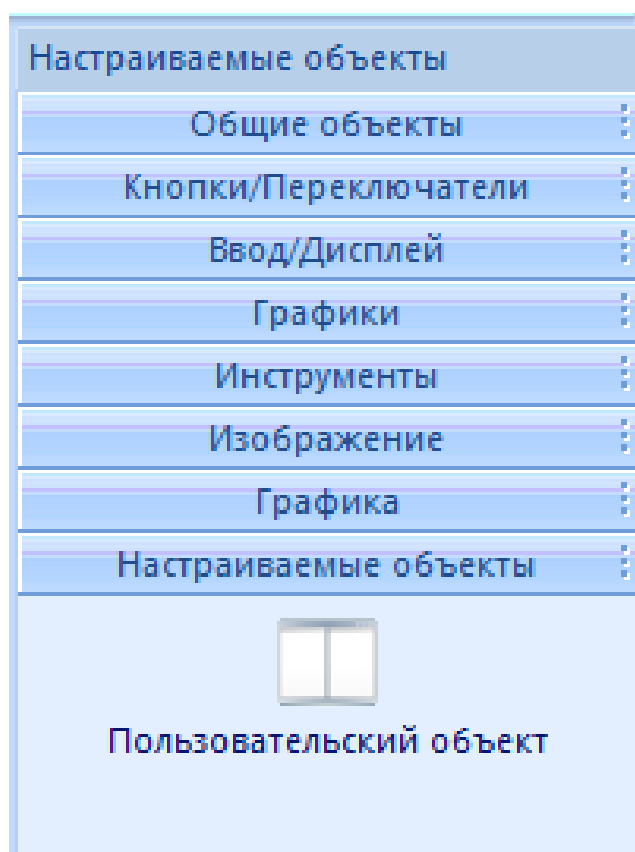 Настраиваемые объекты
Общие объекты
Кнопки/Переключатели
Ввод/Дисплей
Графики
Инструменты
Изображение
Графика
Настраиваемые объекты
Пользовательский объект